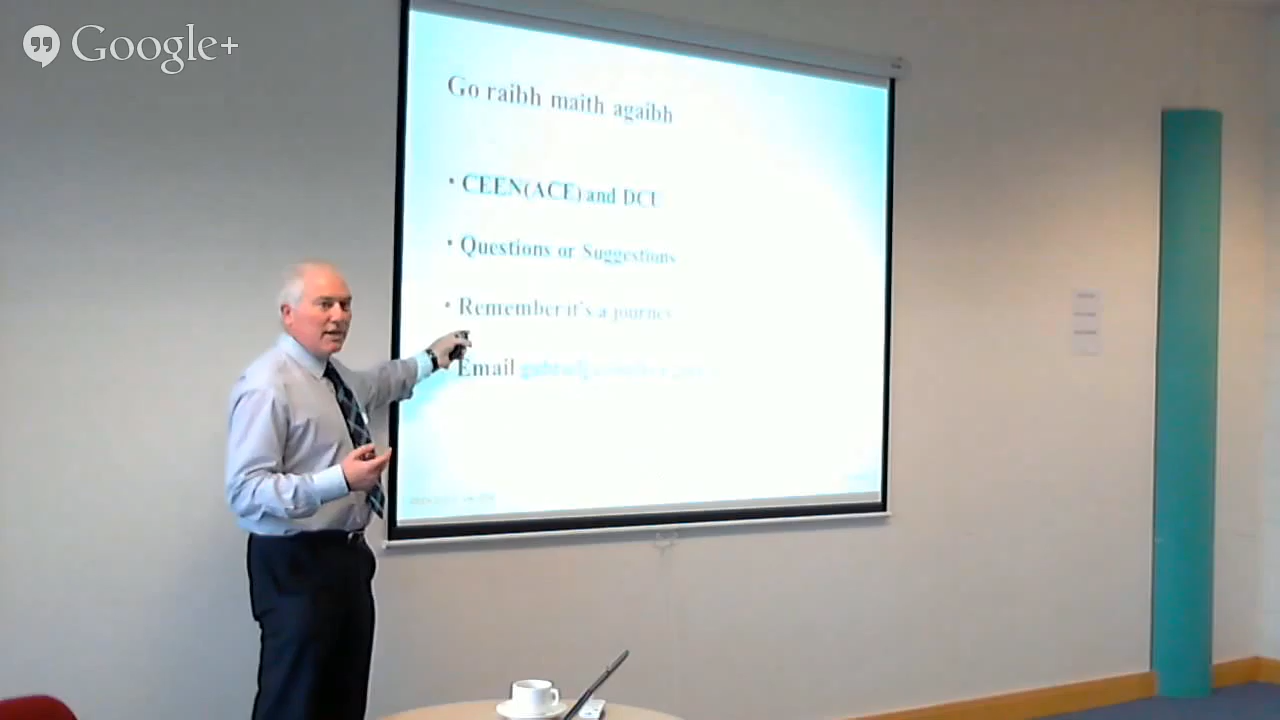 Google+
Go raibh maith agaibh
• CEEN(ACE) and DCU
• Questions or Suggestions
• Remember it's a journey
Email